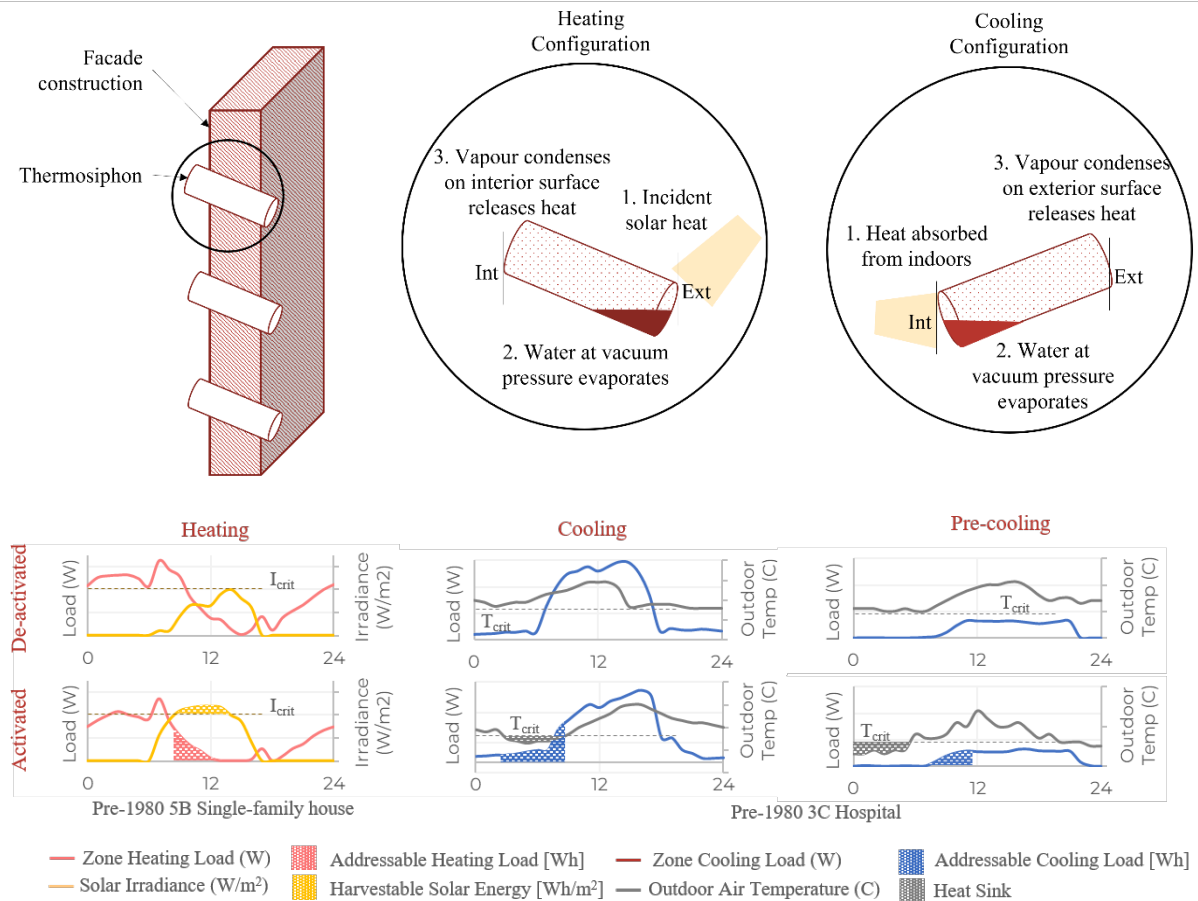 Heating
Configuration
Cooling
Configuration
Facade
construction
Thermosiphon
3. Vapour condenses
on interior surface
releases heat
1. Incident
solar heat
Int
Ext
2. Water at vacuum
pressure evaporates
3. Vapour condenses
on exterior surface
releases heat
1. Heat absorbed
from indoors
Int
Ext
2. Water at
vacuum pressure
evaporates
Heating
Cooling
Pre-cooling
De-activated
Load (W)
I_crit
Irradiance
(W/m2)
0 12 24
Load (W)
T_crit
Outdoor
Temp (C)
0 12 24
Load (W)
T_crit
Outdoor
Temp (C)
0 12 24
Activated
Load (W)
I_crit
Irradiance
(W/m2)
0 12 24
Load (W)
T_crit
Outdoor
Temp (C)
0 12 24
Load (W)
T_crit
Outdoor
Temp (C)
0 12 24
Pre-1980 5B Single-family house
Pre-1980 3C Hospital
Zone Heating Load (W)
Addressable Heating Load [Wh]
Zone Cooling Load (W)
Addressable Cooling Load [Wh]
Solar Irradiance (W/m²)
Harvestable Solar Energy [Wh/m²]
Outdoor Air Temperature (C)
Heat Sink